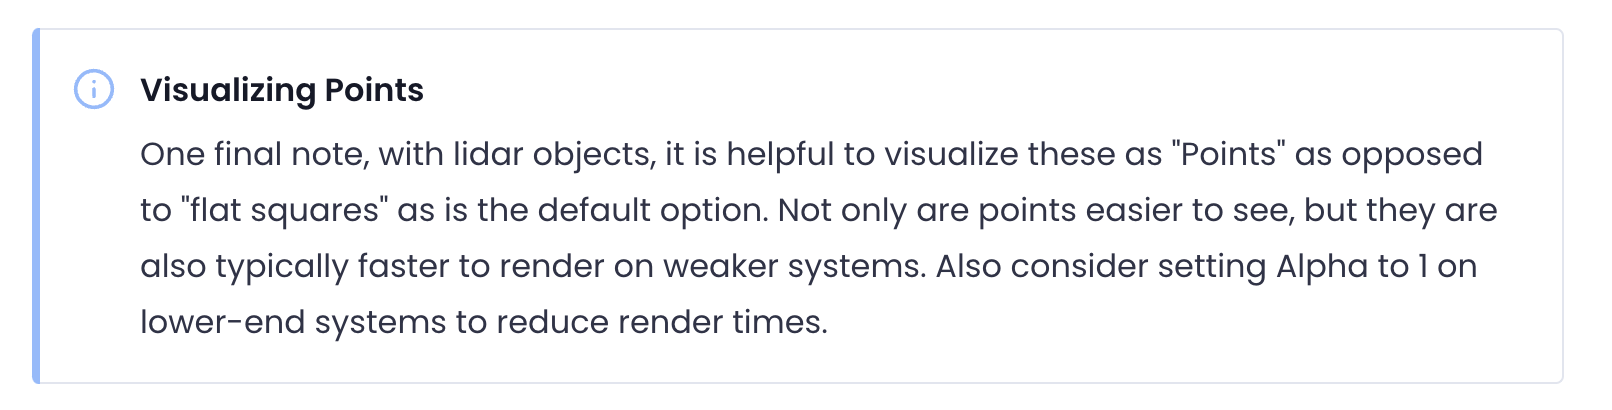 Visualizing Points
One final note, with lidar objects, it is helpful to visualize these as "Points" as opposed
to "flat squares" as is the default option. Not only are points easier to see, but they are
also typically faster to render on weaker systems. Also consider setting Alpha to 1 on
lower-end systems to reduce render times.